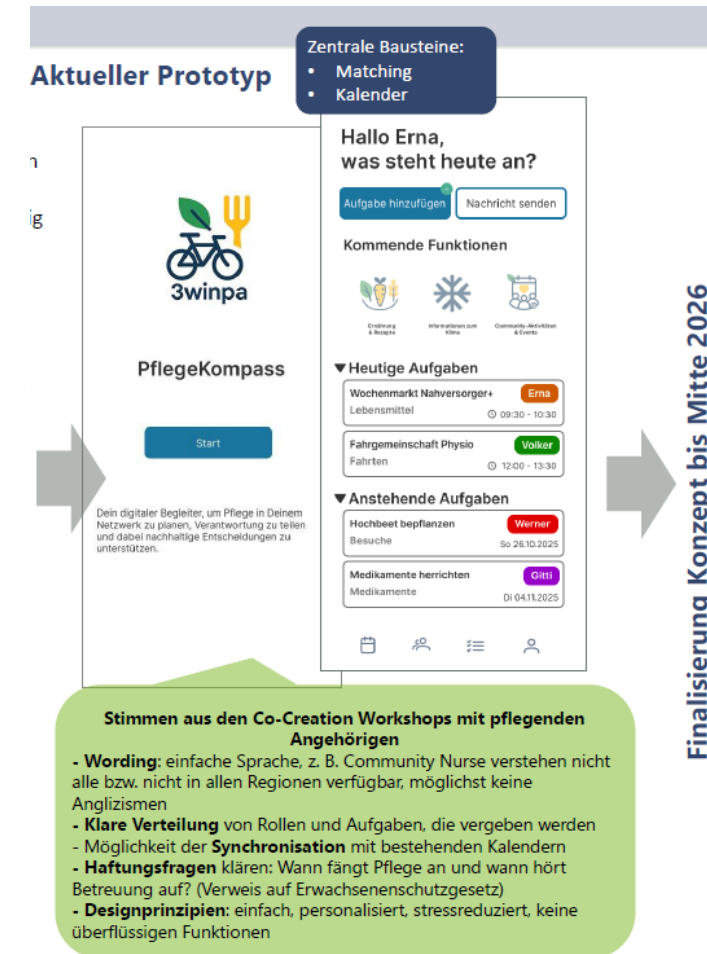 Zentrale Bausteine:
• Matching
• Kalender
Aktueller Prototyp
n
ig
3winpa
PflegeKompass
Start
Dein digitaler Begleiter, um Pflege in Deinem
Netzwerk zu planen, Verantwortung zu teilen
und dabei nachhaltige Entscheidungen zu
unterstützen.
Hallo Erna,
was steht heute an?
Aufgabe hinzufügen
Nachricht senden
Kommende Funktionen
Ernährung
& Rezepte
Informationen zum
Klima
Community-Aktivitäten
& Events
▼Heutige Aufgaben
Wochenmarkt Nahversorger+
Erna
Lebensmittel
09:30 - 10:30
Fahrgemeinschaft Physio
Volker
Fahrten
12:00 - 13:30
▼Anstehende Aufgaben
Hochbeet bepflanzen
Werner
Besuche
So 26.10.2025
Medikamente herrichten
Gitti
Medikamente
Di 04.11.2025
Finalisierung Konzept bis Mitte 2026
Stimmen aus den Co-Creation Workshops mit pflegenden
Angehörigen
- Wording: einfache Sprache, z. B. Community Nurse verstehen nicht
alle bzw. nicht in allen Regionen verfügbar, möglichst keine
Anglizismen
- Klare Verteilung von Rollen und Aufgaben, die vergeben werden
- Möglichkeit der Synchronisation mit bestehenden Kalendern
- Haftungsfragen klären: Wann fängt Pflege an und wann hört
Betreuung auf? (Verweis auf Erwachsenenschutzgesetz)
- Designprinzipien: einfach, personalisiert, stressreduziert, keine
überflüssigen Funktionen